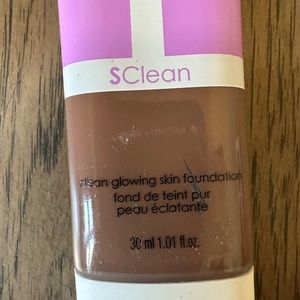 SClean
clean glowing skin foundation
fond de teint pur
peau éclatante
30 ml 1.01 fl.oz.